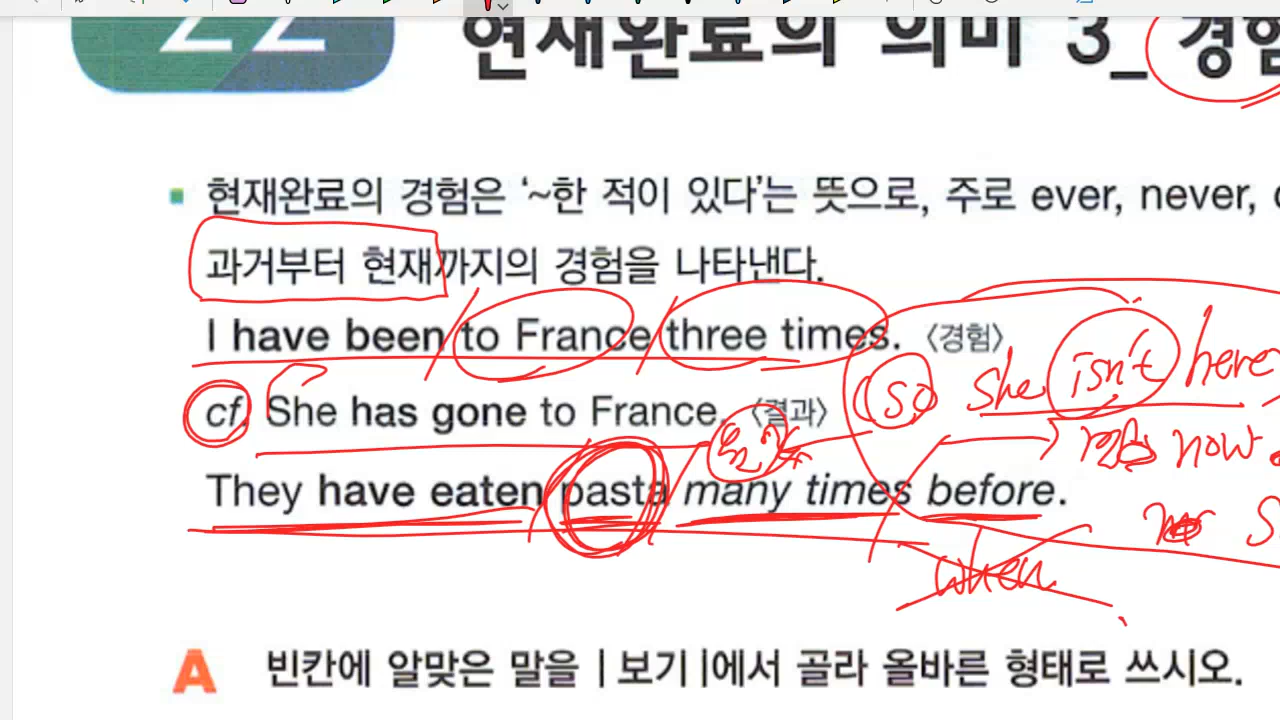 22 현재완료의 의미 3_ 경험
현재완료의 경험은 '~한 적이 있다'는 뜻으로, 주로 ever, never,
과거부터 현재까지의 경험을 나타낸다.
I have been to France three times. <경험>
so she isn't here
cf. She has gone to France. <결과>
now
They have eaten pasta many times before.
when
A 빈칸에 알맞은 말을 | 보기 |에서 골라 올바른 형태로 쓰시오.